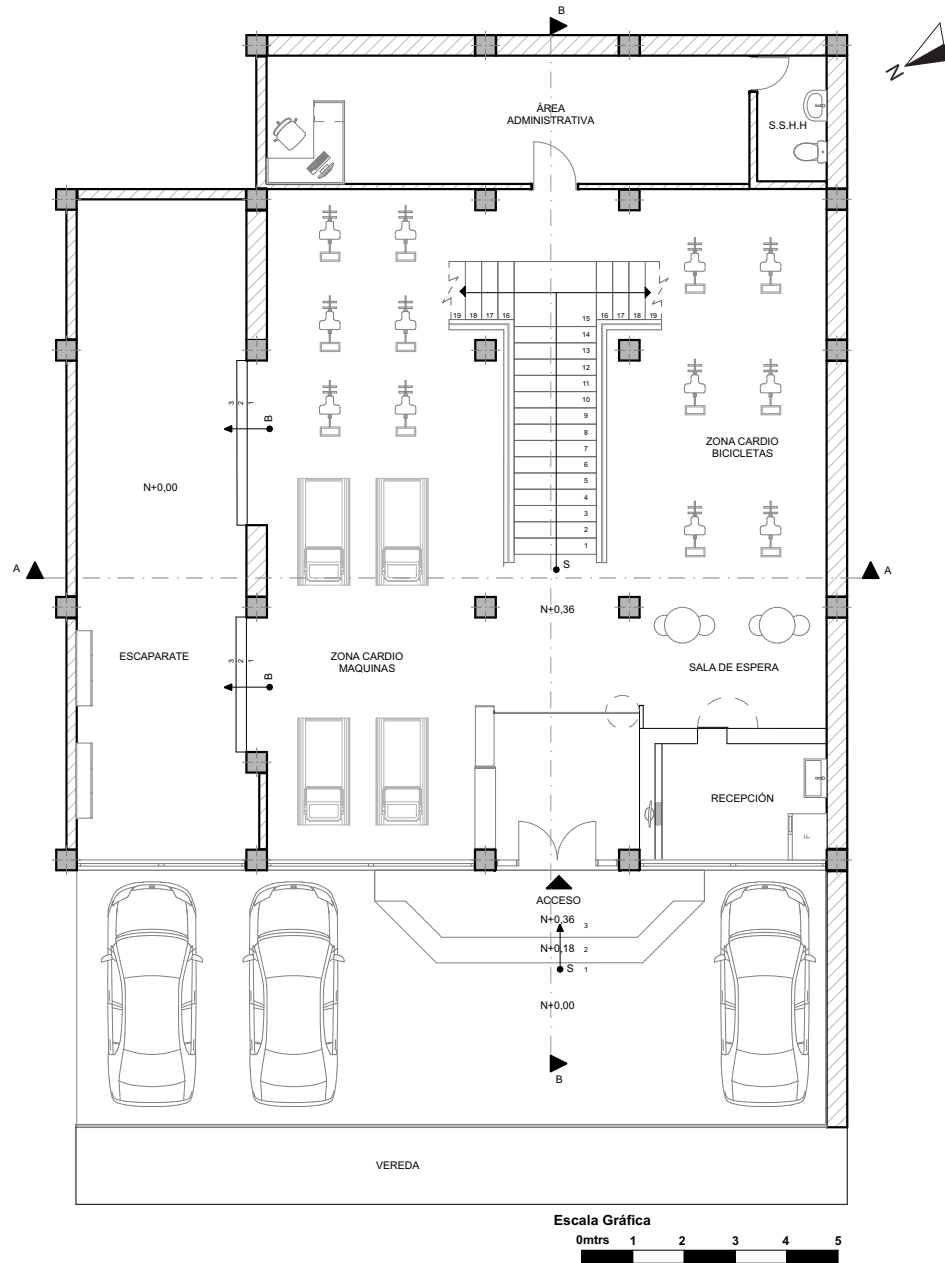 B
N
ÁREA
ADMINISTRATIVA
S.S.H.H
19 18 17 16
16 17 18 19
15
14
13
12
11
10
9
8
7
6
5
4
3
2
1
S
3 2 1
B
ZONA CARDIO
BICICLETAS
N+0,00
A
A
N+0,36
ESCAPARATE
3 2 1
B
ZONA CARDIO
MAQUINAS
SALA DE ESPERA
RECEPCIÓN
F
ACCESO
N+0,36
3
N+0,18
2
S
1
N+0,00
B
VEREDA
Escala Gráfica
0mtrs 1 2 3 4 5